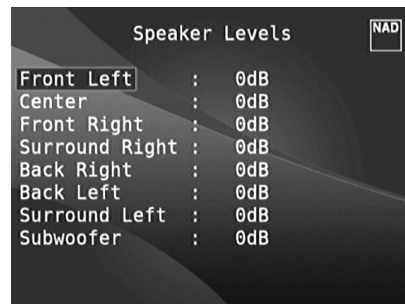 Speaker Levels
NAD
Front Left : 0dB
Center : 0dB
Front Right : 0dB
Surround Right : 0dB
Back Right : 0dB
Back Left : 0dB
Surround Left : 0dB
Subwoofer : 0dB